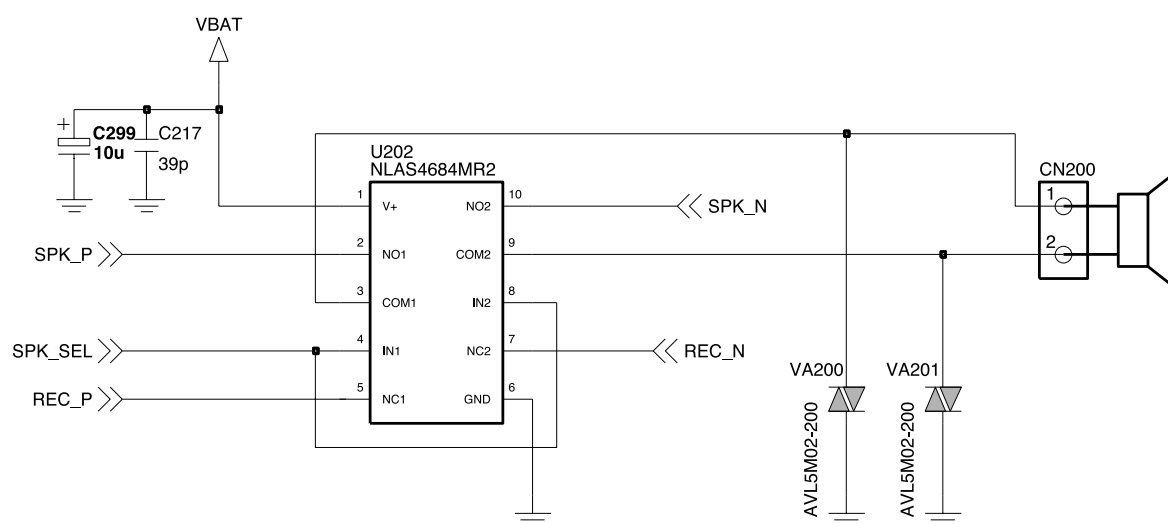 VBAT
+
C299
10u
C217
39p
U202
NLAS4684MR2
CN200
1
V+
NO2
10
SPK_N
1
SPK_P
2
NO1
COM2
9
2
3
COM1
IN2
8
SPK_SEL
4
IN1
NC2
7
REC_N
REC_P
5
NC1
GND
6
VA200
VA201
AVL5M02-200
AVL5M02-200